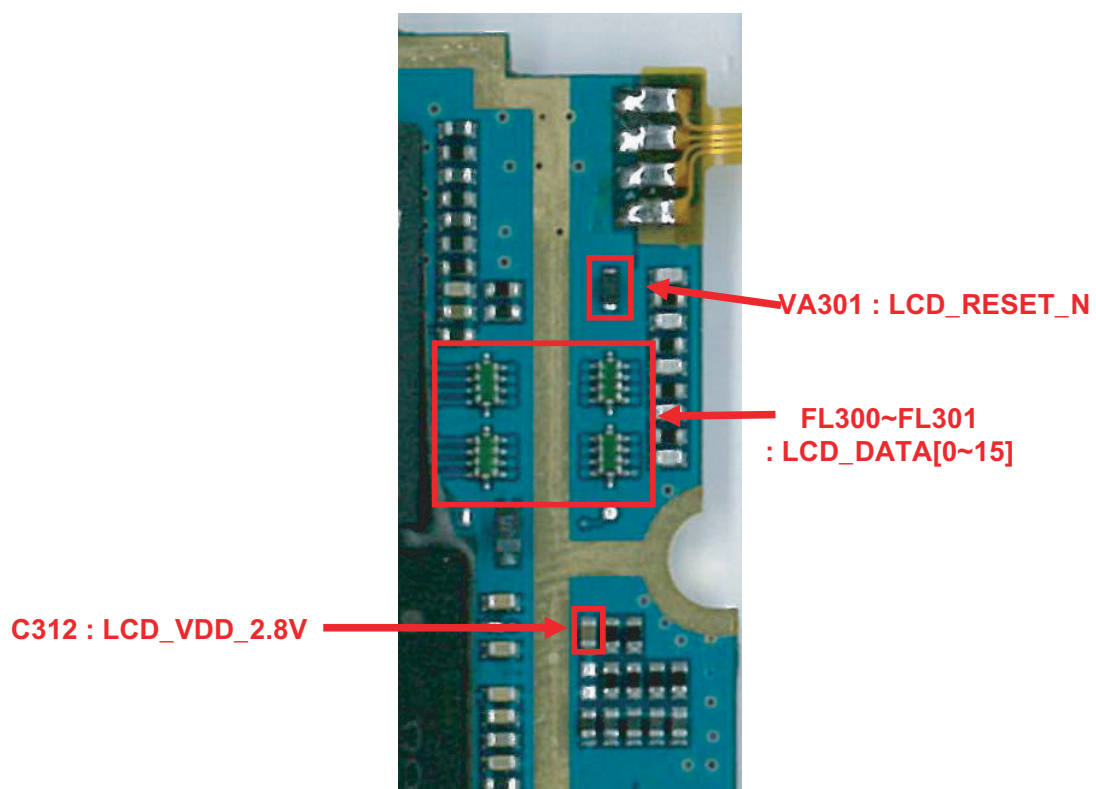 VA301 : LCD_RESET_N
FL300~FL301
: LCD_DATA[0~15]
C312 : LCD_VDD_2.8V